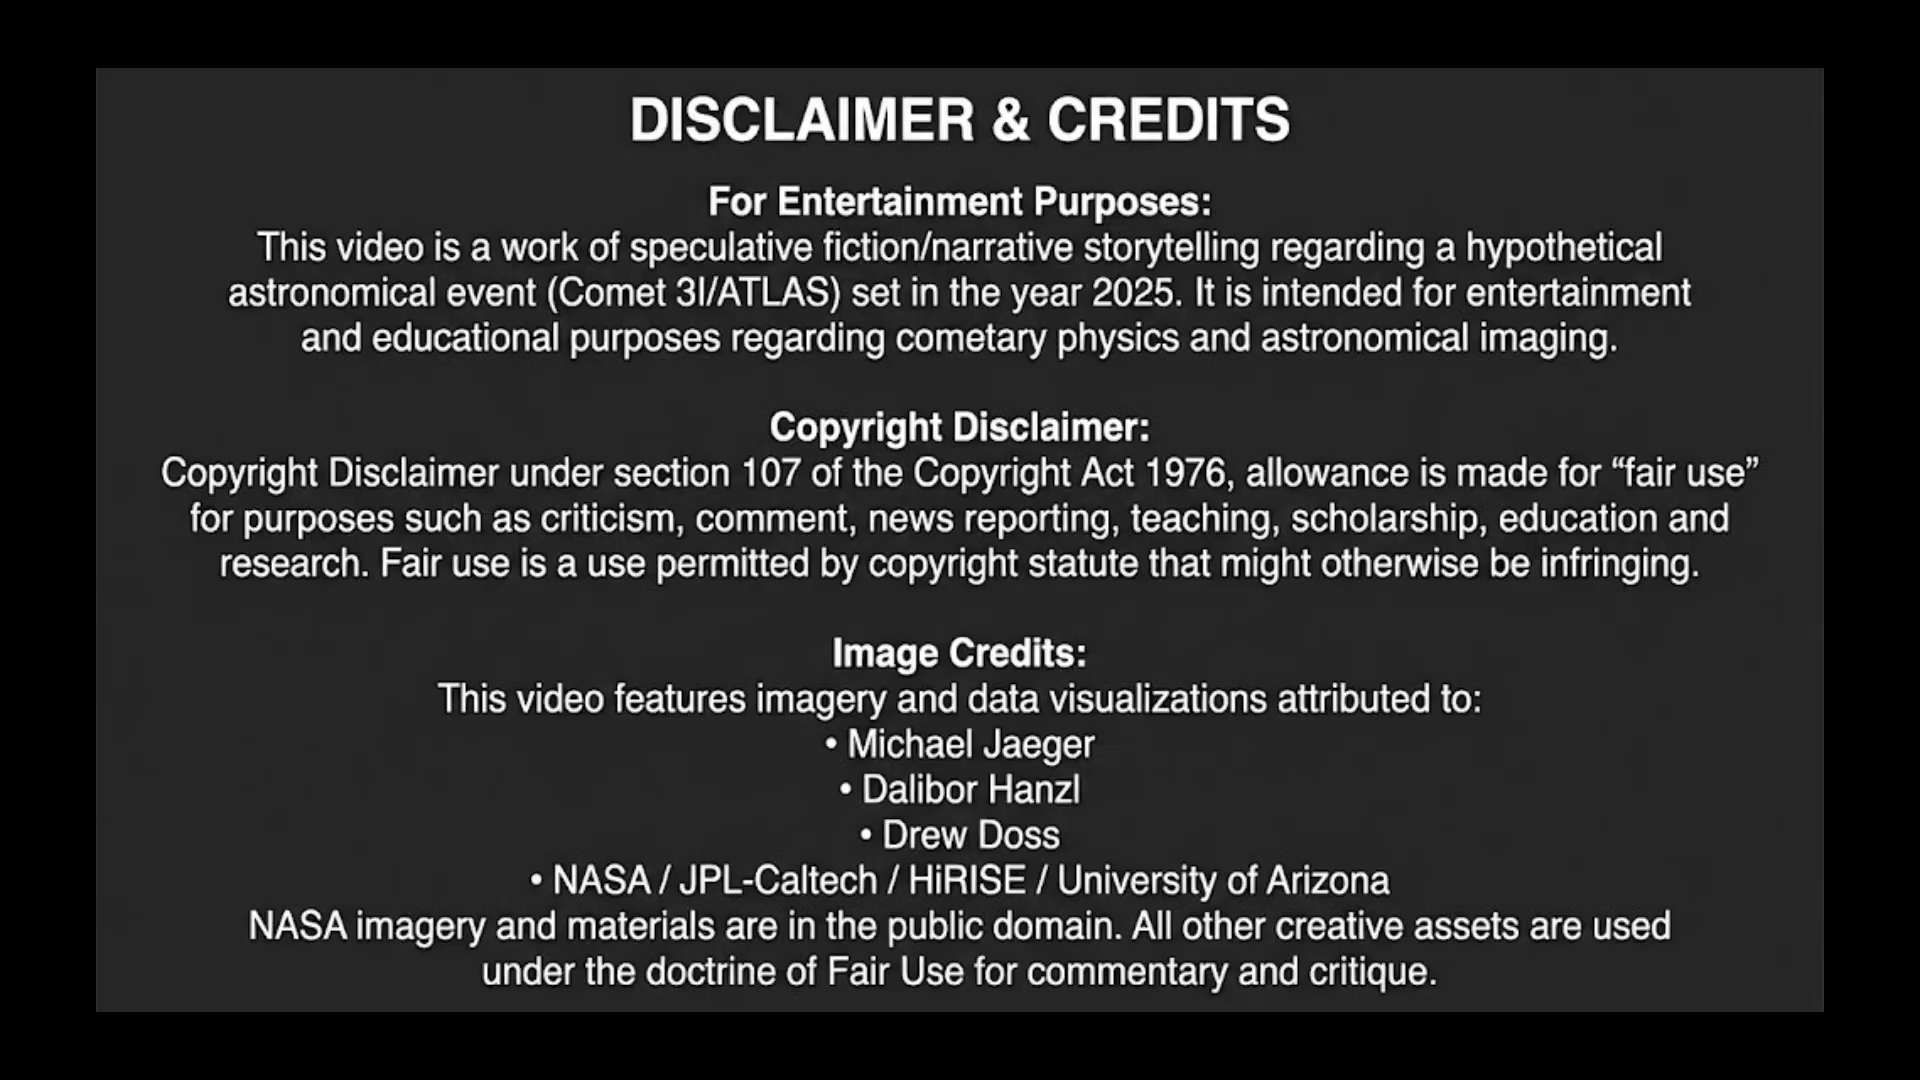 DISCLAIMER & CREDITS
For Entertainment Purposes:
This video is a work of speculative fiction/narrative storytelling regarding a hypothetical
astronomical event (Comet 3I/ATLAS) set in the year 2025. It is intended for entertainment
and educational purposes regarding cometary physics and astronomical imaging.
Copyright Disclaimer:
Copyright Disclaimer under section 107 of the Copyright Act 1976, allowance is made for “fair use”
for purposes such as criticism, comment, news reporting, teaching, scholarship, education and
research. Fair use is a use permitted by copyright statute that might otherwise be infringing.
Image Credits:
This video features imagery and data visualizations attributed to:
• Michael Jaeger
• Dalibor Hanzl
• Drew Doss
• NASA / JPL-Caltech / HiRISE / University of Arizona
NASA imagery and materials are in the public domain. All other creative assets are used
under the doctrine of Fair Use for commentary and critique.